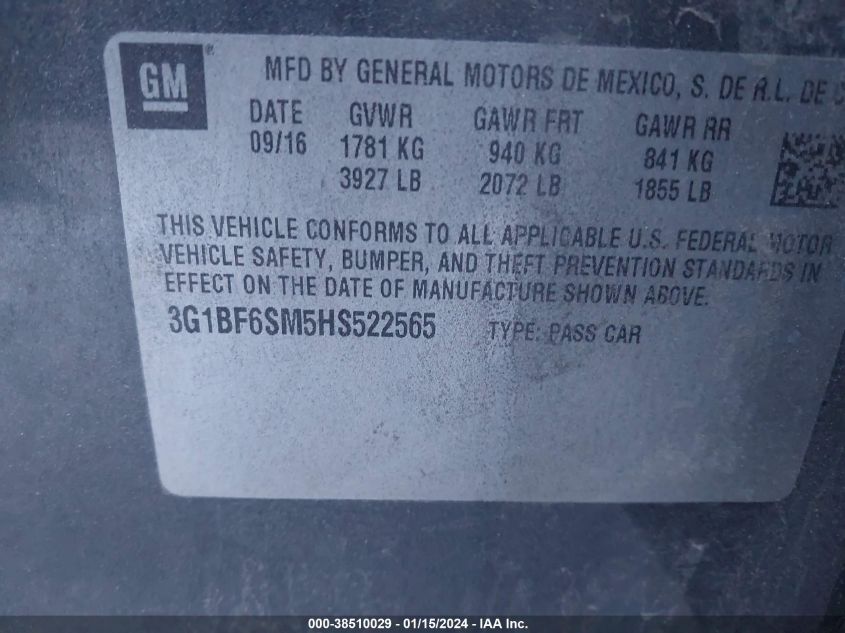 GM
MFD BY GENERAL MOTORS DE MEXICO, S. DE R.L. DE
DATE GVWR GAWR FRT GAWR RR
09/16 1781 KG 940 KG 841 KG
3927 LB 2072 LB 1855 LB
THIS VEHICLE CONFORMS TO ALL APPLICABLE U.S. FEDERAL MOTOR
VEHICLE SAFETY, BUMPER, AND THEFT PREVENTION STANDARDS IN
EFFECT ON THE DATE OF MANUFACTURE SHOWN ABOVE.
3G1BF6SM5HS522565 TYPE: PASS CAR
000-38510029 - 01/15/2024 - IAA Inc.